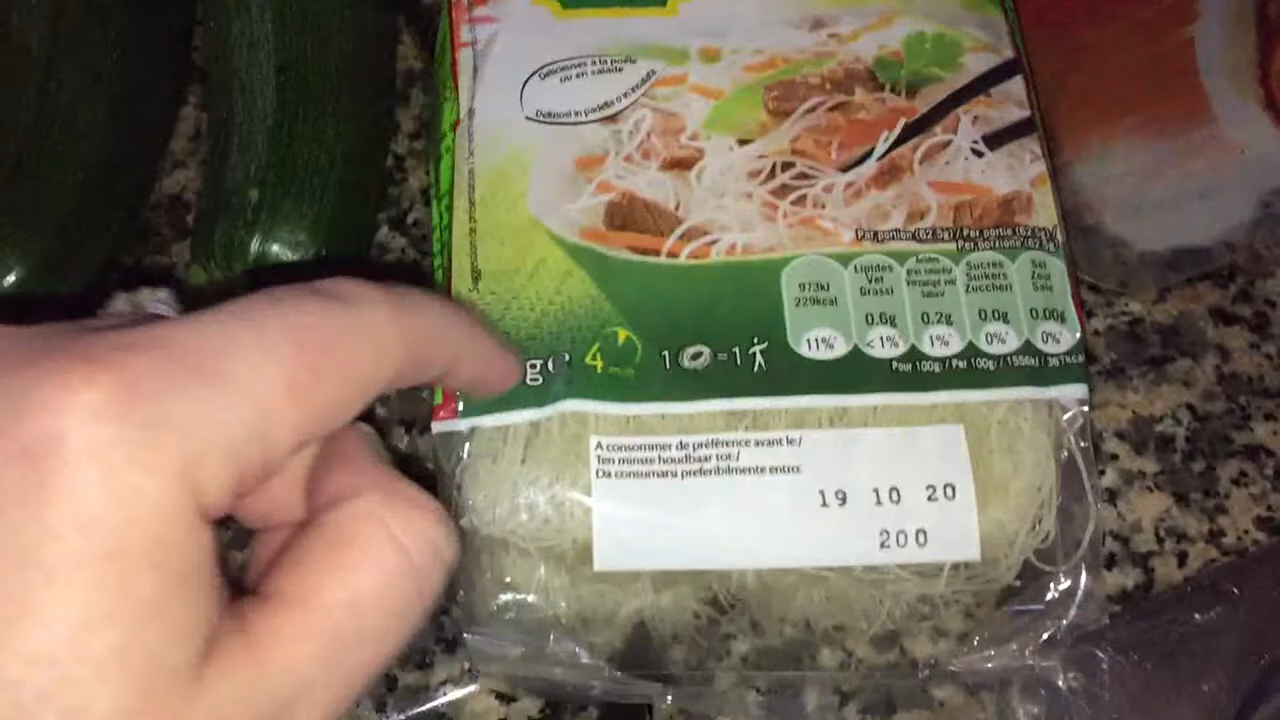 Délicieuses à la poêle
ou en salade
Deliziosi in padella o in insalata
Par portion (62.5g) / Per portie (62.5g) /
Per porzione (62.5g)
973kJ
229kcal
11%*
Lipides
Vet
Grassi
0.6g
<1%*
Acides
gras saturés/
Verzadigd vet/
Saturi
0.2g
1%*
Sucres
Suikers
Zuccheri
0.0g
0%*
Sel
Zout
Sale
0.00g
0%*
ge
4
min
1 = 1
Pour 100g: / Per 100g: / 1556kJ / 367kcal
A consommer de préférence avant le:/
Ten minste houdbaar tot:/
Da consumarsi preferibilmente entro:
19 10 20
200